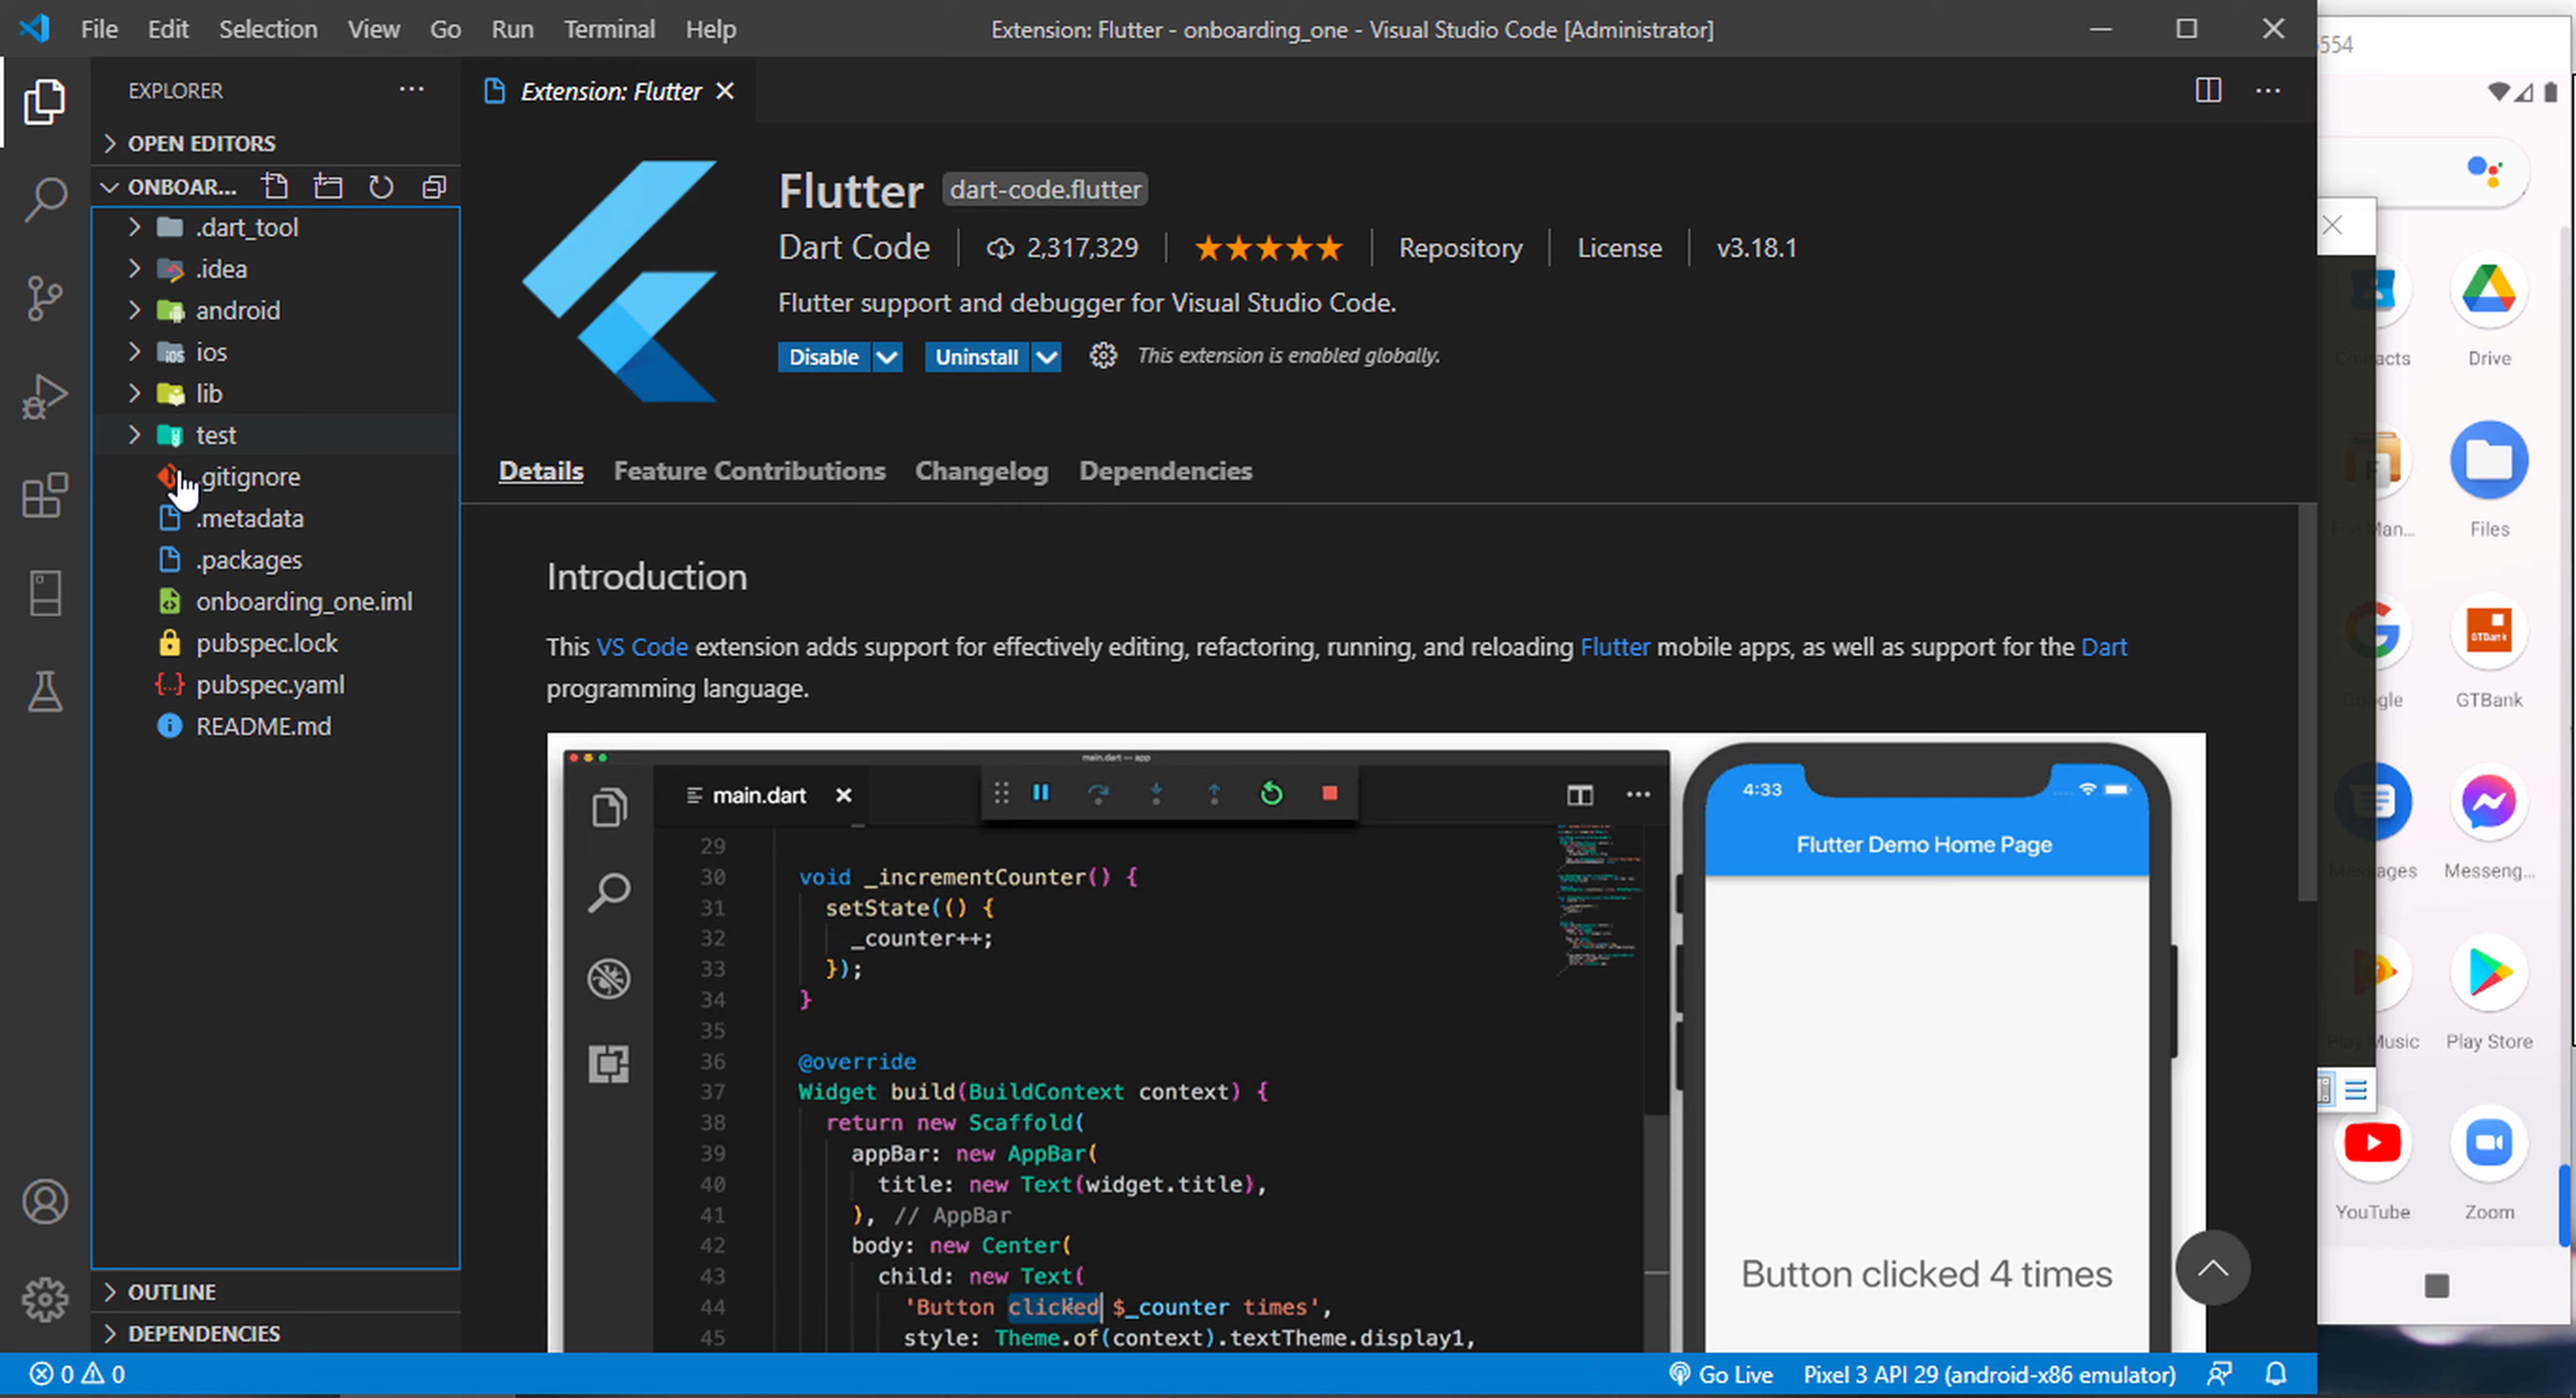 File Edit Selection View Go Run Terminal Help
Extension: Flutter - onboarding_one - Visual Studio Code [Administrator]
554
EXPLORER
OPEN EDITORS
ONBOAR...
.dart_tool
.idea
android
ios
lib
test
.gitignore
.metadata
.packages
onboarding_one.iml
pubspec.lock
pubspec.yaml
README.md
OUTLINE
DEPENDENCIES
Extension: Flutter
Flutter dart-code.flutter
Dart Code 2,317,329 Repository License v3.18.1
Flutter support and debugger for Visual Studio Code.
Disable Uninstall This extension is enabled globally.
Details Feature Contributions Changelog Dependencies
Introduction
This VS Code extension adds support for effectively editing, refactoring, running, and reloading Flutter mobile apps, as well as support for the Dart
programming language.
main.dart — app
main.dart
29
30 void _incrementCounter() {
31 setState(() {
32 _counter++;
33 });
34 }
35
36 @override
37 Widget build(BuildContext context) {
38 return new Scaffold(
39 appBar: new AppBar(
40 title: new Text(widget.title),
41 ), // AppBar
42 body: new Center(
43 child: new Text(
44 'Button clicked $_counter times',
45 style: Theme.of(context).textTheme.display1,
4:33
Flutter Demo Home Page
Button clicked 4 times
Drive
Files
GTBank
GTBank
Messeng...
Play Store
YouTube Zoom
0 0
Go Live Pixel 3 API 29 (android-x86 emulator)